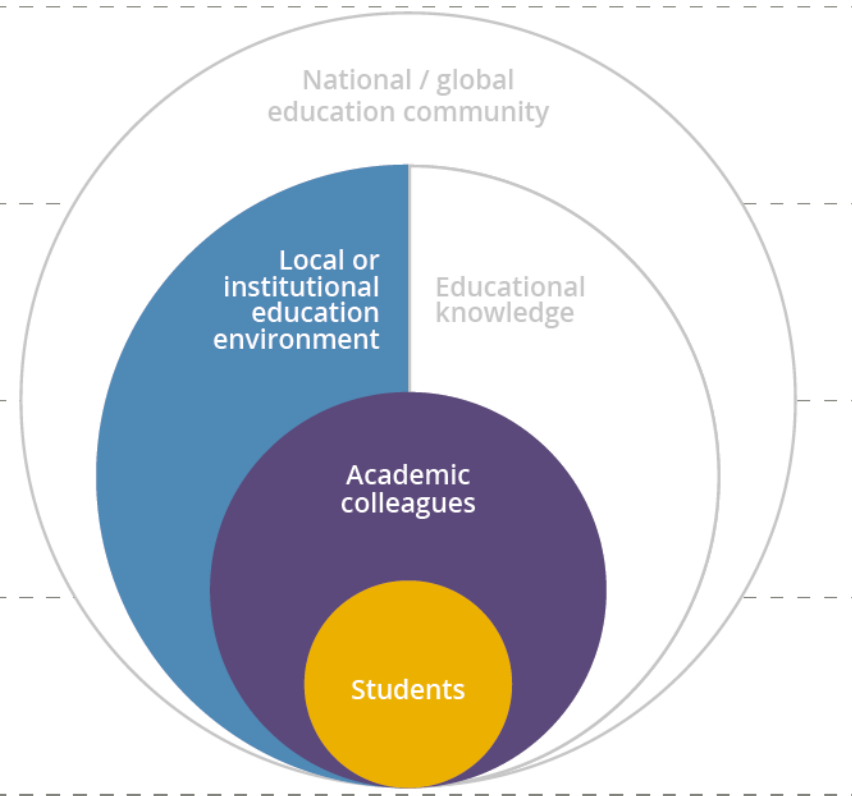 National / global
education community
Local or
institutional
education
environment
Educational
knowledge
Academic
colleagues
Students